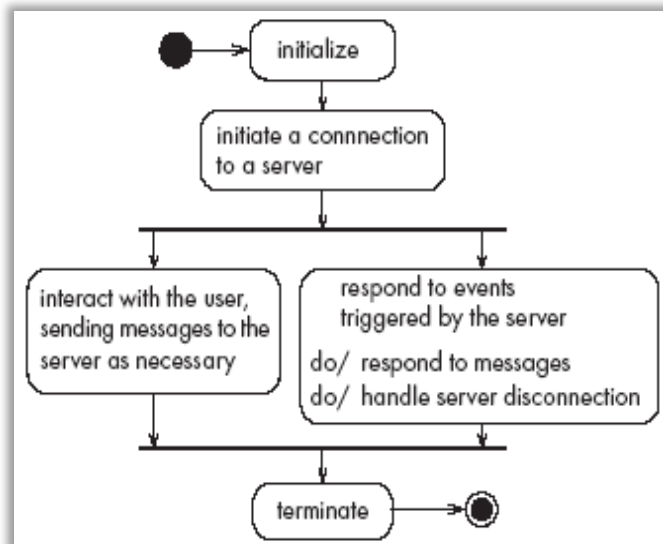 initialize
initiate a connnection
to a server
interact with the user,
sending messages to the
server as necessary
respond to events
triggered by the server
do/ respond to messages
do/ handle server disconnection
terminate